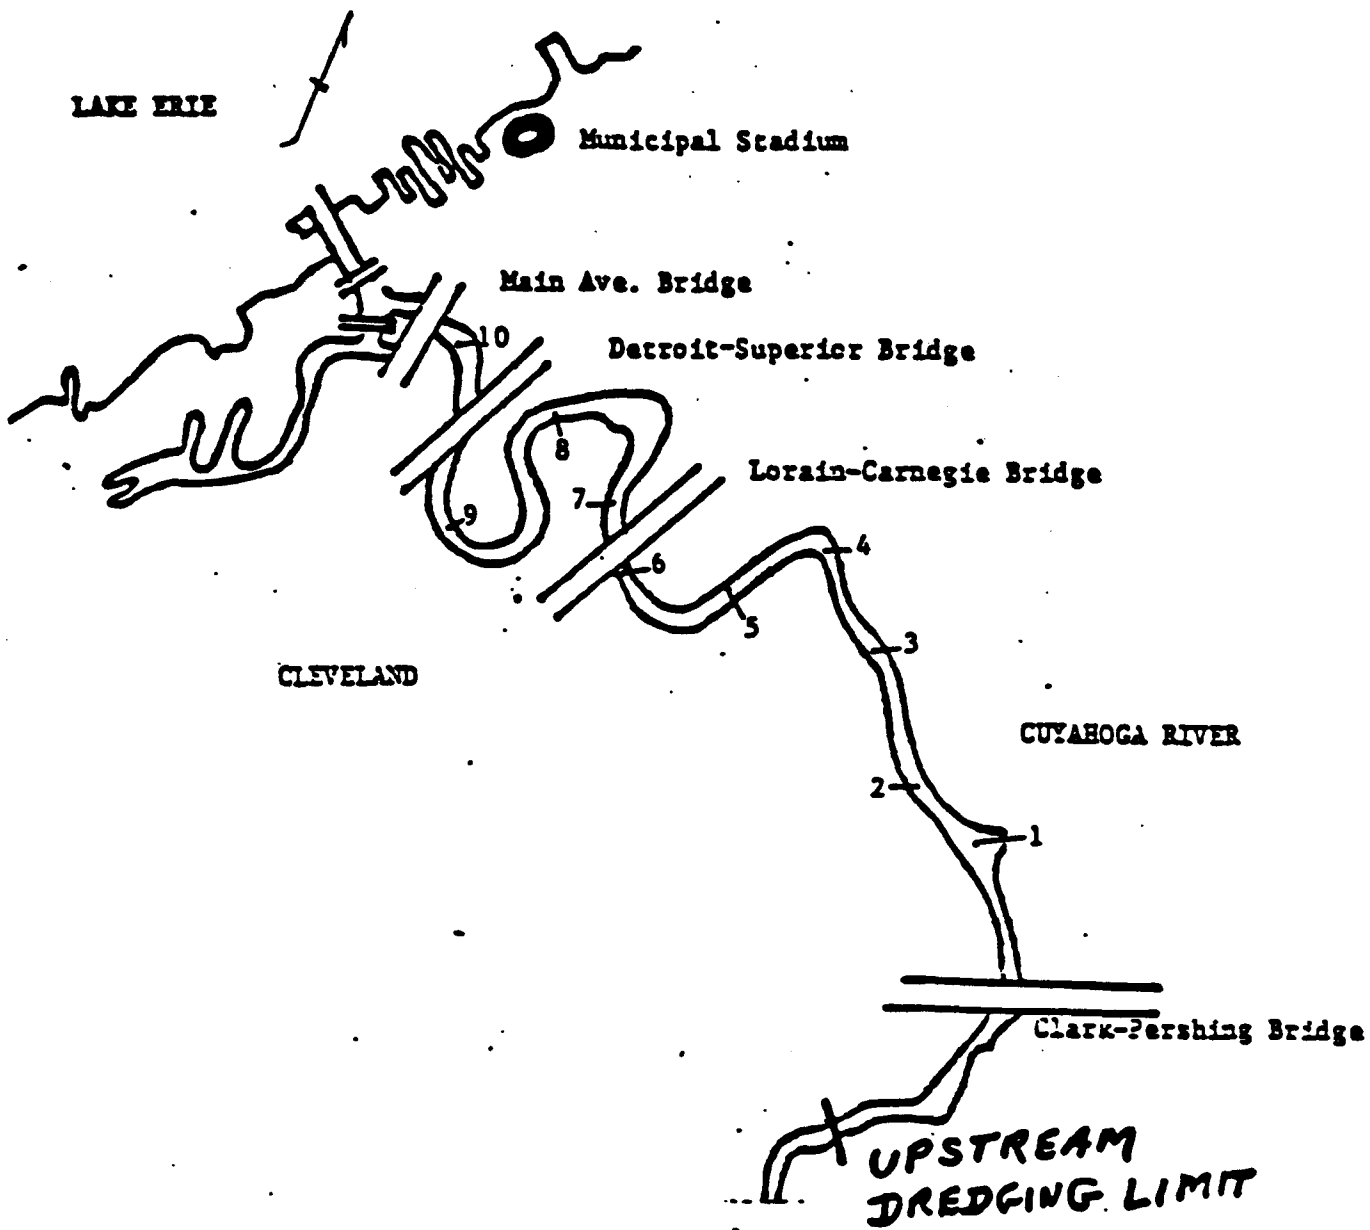 LAKE ERIE
Municipal Stadium
Main Ave. Bridge
10
Detroit-Superior Bridge
8
Lorain-Carnegie Bridge
7
9
4
6
5
3
CLEVELAND
CUYAHOGA RIVER
2
1
Clark-Pershing Bridge
UPSTREAM
DREDGING LIMIT